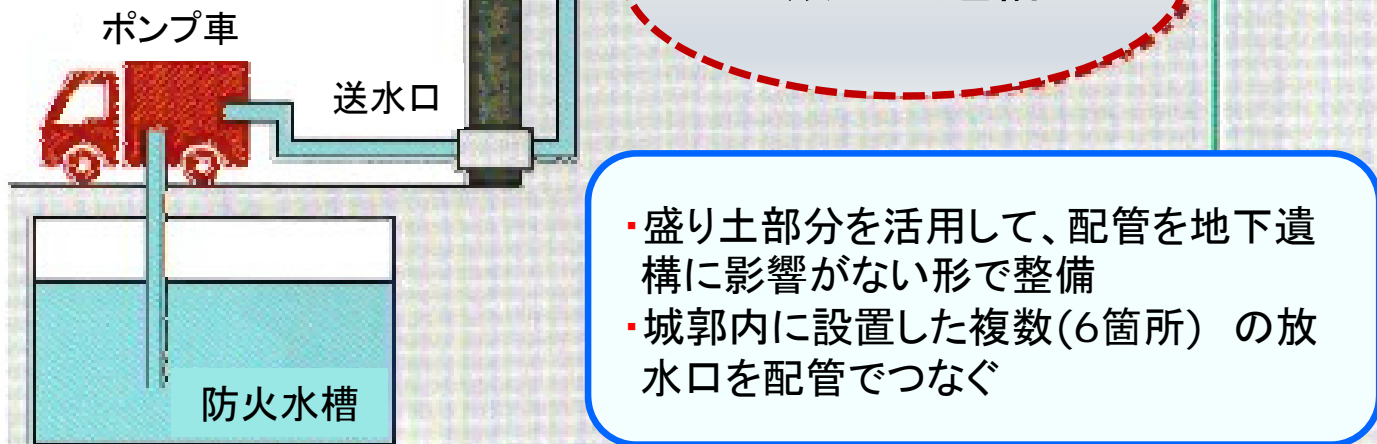 ポンプ車
送水口
・盛り土部分を活用して、配管を地下遺
構に影響がない形で整備
・城郭内に設置した複数(6箇所) の放
水口を配管でつなぐ
防火水槽